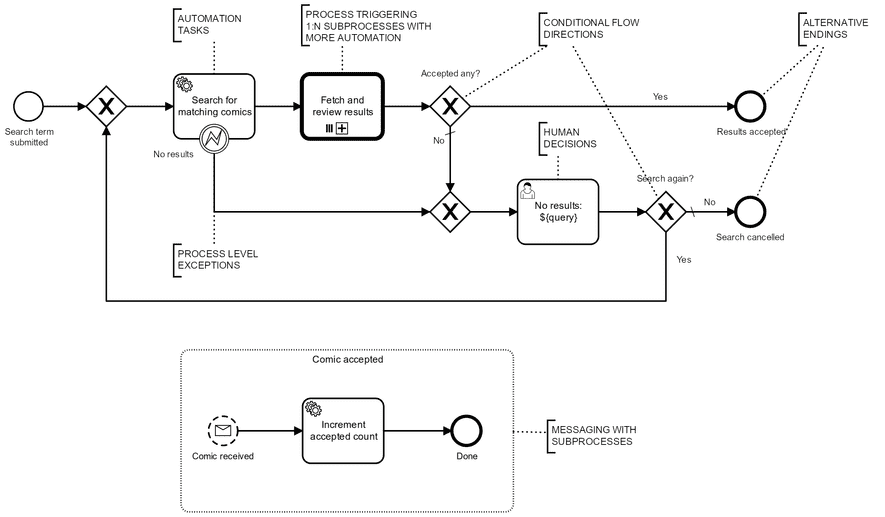 AUTOMATION
TASKS
PROCESS TRIGGERING
1:N SUBPROCESSES WITH
MORE AUTOMATION
CONDITIONAL FLOW
DIRECTIONS
ALTERNATIVE
ENDINGS
Search term
submitted
Search for
matching comics
No results
Fetch and
review results
Accepted any?
Yes
No
Results accepted
HUMAN
DECISIONS
No results:
${query}
Search again?
No
Yes
Search cancelled
PROCESS LEVEL
EXCEPTIONS
Comic accepted
Comic received
Increment
accepted count
Done
MESSAGING WITH
SUBPROCESSES